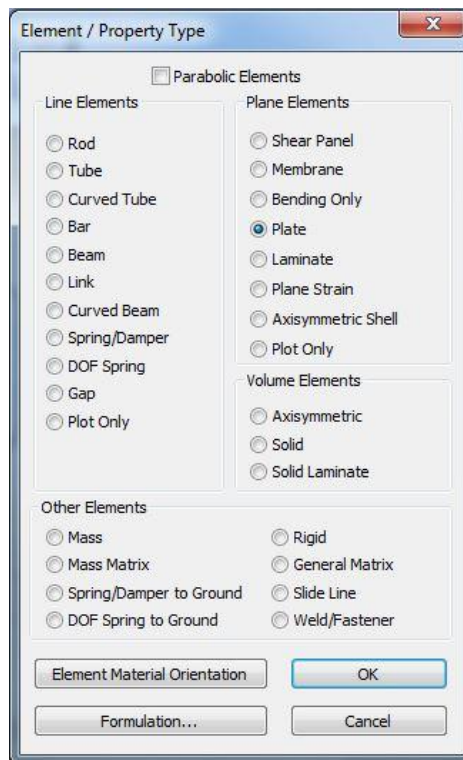 Element / Property Type
Parabolic Elements
Line Elements
Rod
Tube
Curved Tube
Bar
Beam
Link
Curved Beam
Spring/Damper
DOF Spring
Gap
Plot Only
Plane Elements
Shear Panel
Membrane
Bending Only
Plate
Laminate
Plane Strain
Axisymmetric Shell
Plot Only
Volume Elements
Axisymmetric
Solid
Solid Laminate
Other Elements
Mass
Mass Matrix
Spring/Damper to Ground
DOF Spring to Ground
Rigid
General Matrix
Slide Line
Weld/Fastener
Element Material Orientation
OK
Formulation...
Cancel